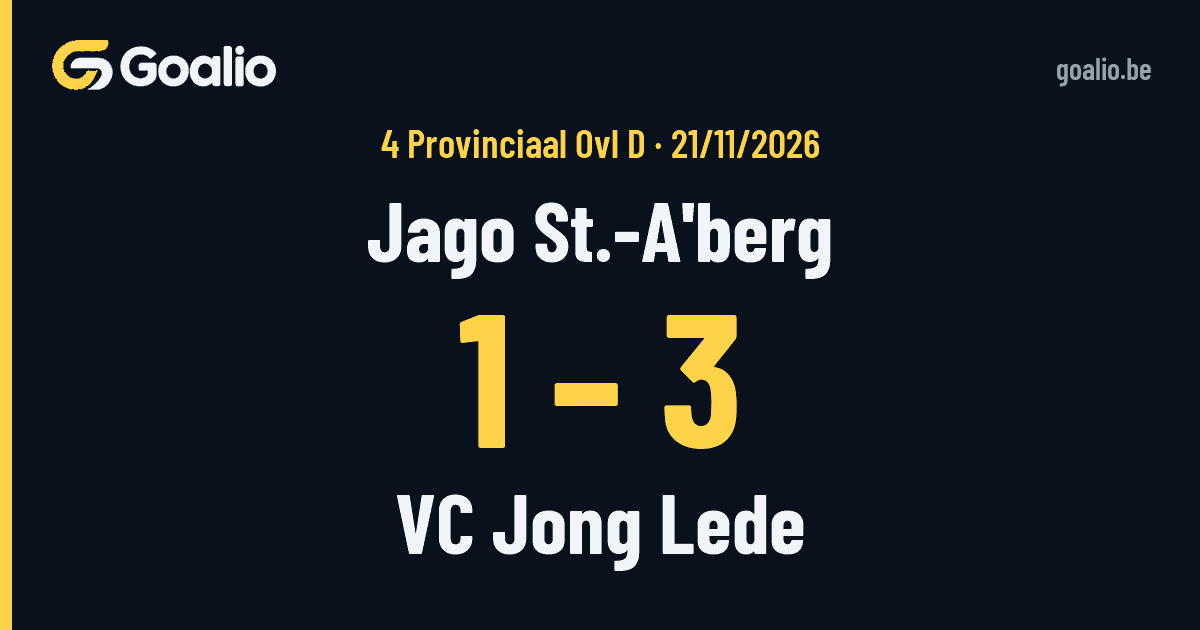 Goalio
goalio.be
4 Provinciaal Ovl D · 21/11/2026
Jago St.-A'berg
1 – 3
VC Jong Lede